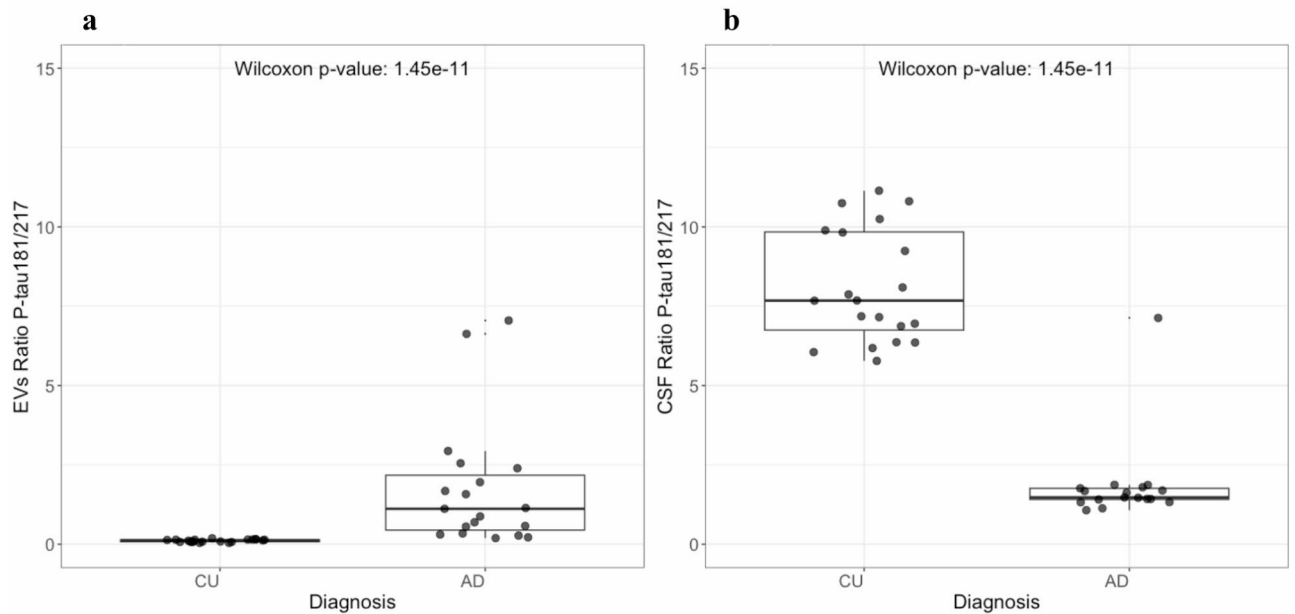 a
Wilcoxon p-value: 1.45e-11
15
10
5
0
EVs Ratio P-tau181/217
CU
AD
Diagnosis
b
Wilcoxon p-value: 1.45e-11
15
10
5
0
CSF Ratio P-tau181/217
CU
AD
Diagnosis